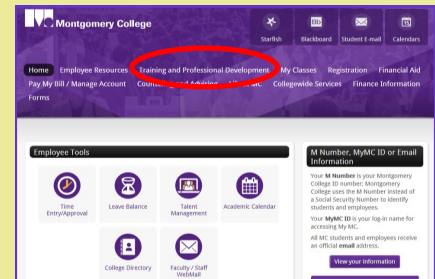 Montgomery College
Starfish Blackboard Student E-mail Calendars
Home Employee Resources Training and Professional Development My Classes Registration Financial Aid
Pay My Bill / Manage Account Counseling and Advising Collegewide Services Finance Information
Forms
Employee Tools
Time Entry/Approval
Leave Balance
Talent Management
Academic Calendar
College Directory
Faculty / Staff WebMail
M Number, MyMC ID or Email
Information
Your M Number is your Montgomery
College ID number; Montgomery
College uses the M Number instead of
a Social Security Number to identify
students and employees.
Your MyMC ID is your log-in name for
accessing My MC.
All MC students and employees receive
an official email address.
View your Information